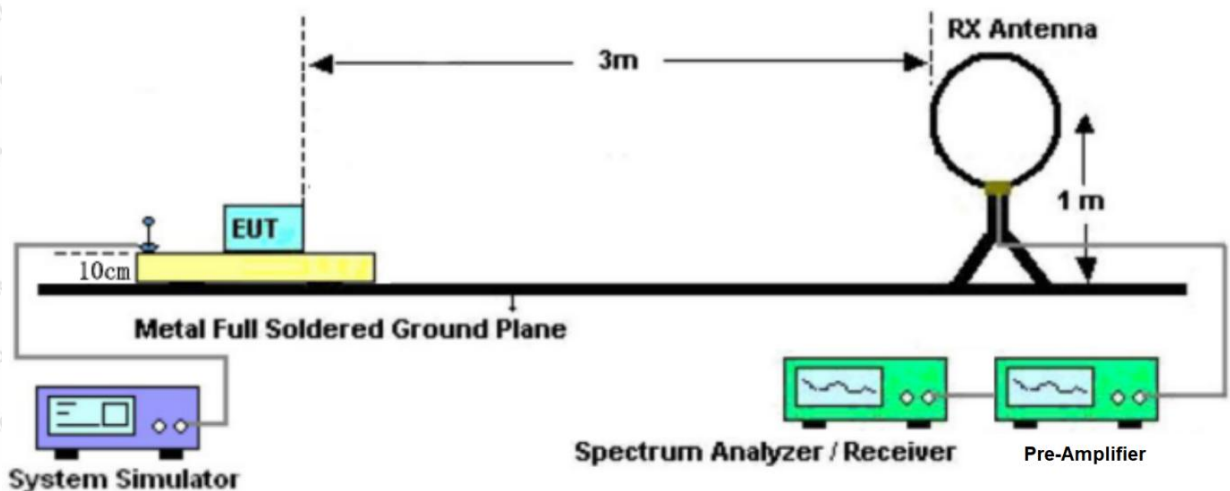 RX Antenna
3m
1 m
EUT
10cm
Metal Full Soldered Ground Plane
System Simulator
Spectrum Analyzer / Receiver
Pre-Amplifier